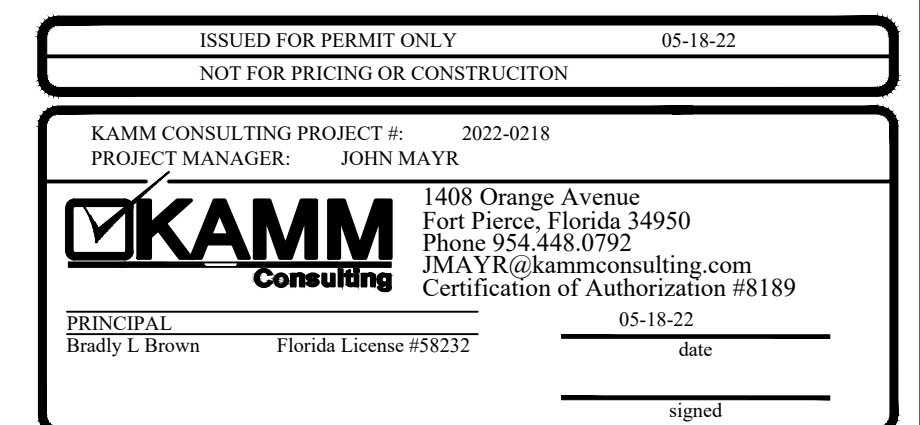 ISSUED FOR PERMIT ONLY 05-18-22
NOT FOR PRICING OR CONSTRUCITON
KAMM CONSULTING PROJECT #: 2022-0218
PROJECT MANAGER: JOHN MAYR
KAMM
Consulting
1408 Orange Avenue
Fort Pierce, Florida 34950
Phone 954.448.0792
JMAYR@kammconsulting.com
Certification of Authorization #8189
PRINCIPAL
Bradly L Brown Florida License #58232
05-18-22
date
signed